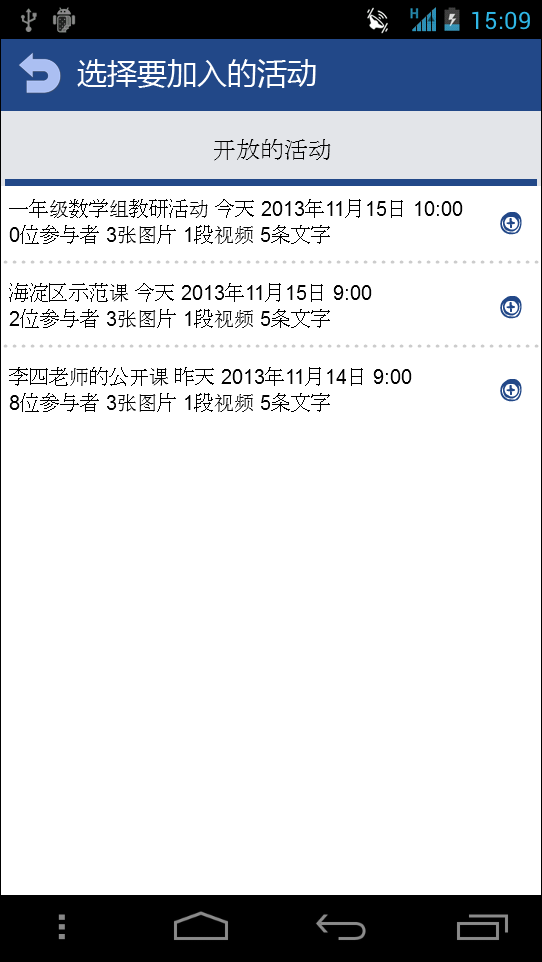 H
15:09
选择要加入的活动
开放的活动
一年级数学组教研活动 今天 2013年11月15日 10:00
0位参与者 3张图片 1段视频 5条文字
海淀区示范课 今天 2013年11月15日 9:00
2位参与者 3张图片 1段视频 5条文字
李四老师的公开课 昨天 2013年11月14日 9:00
8位参与者 3张图片 1段视频 5条文字